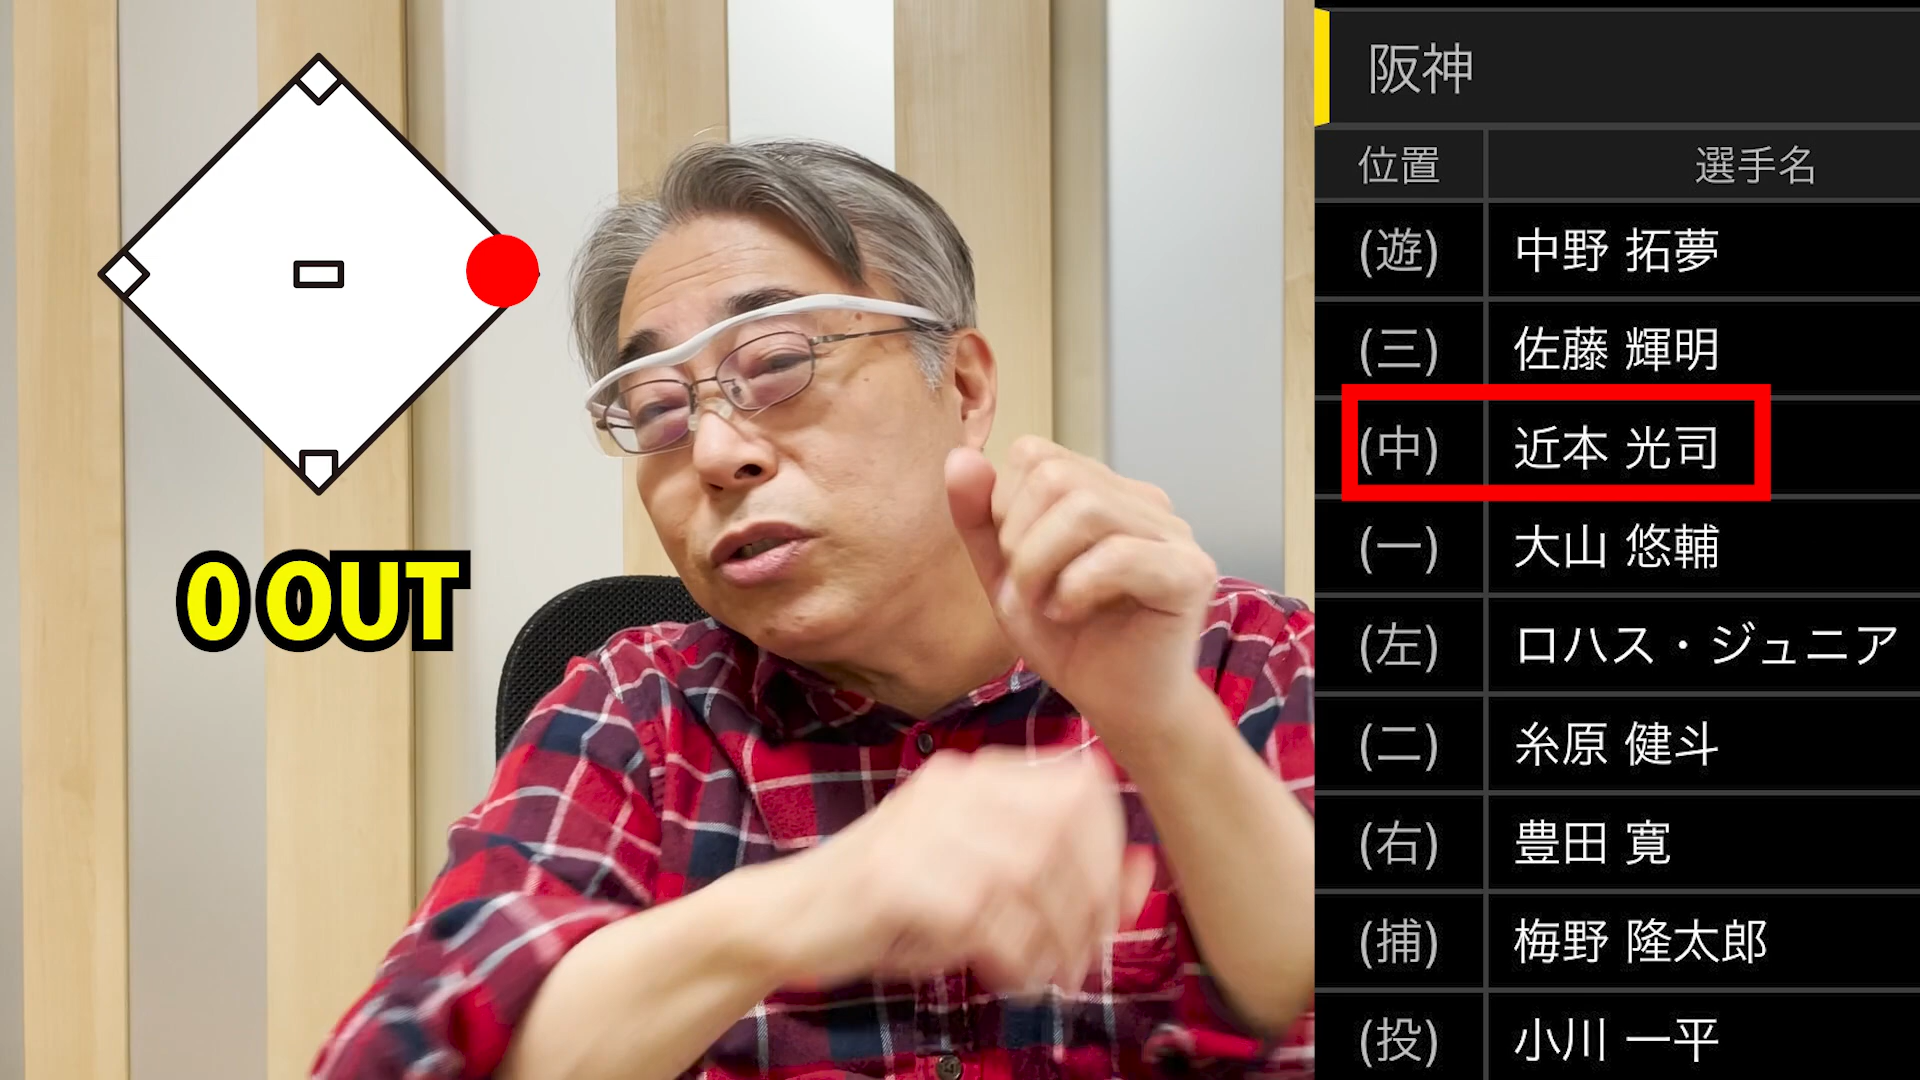 0 OUT
阪神
位置 選手名
(遊) 中野 拓夢
(三) 佐藤 輝明
(中) 近本 光司
(一) 大山 悠輔
(左) ロハス・ジュニア
(二) 糸原 健斗
(右) 豊田 寛
(捕) 梅野 隆太郎
(投) 小川 一平